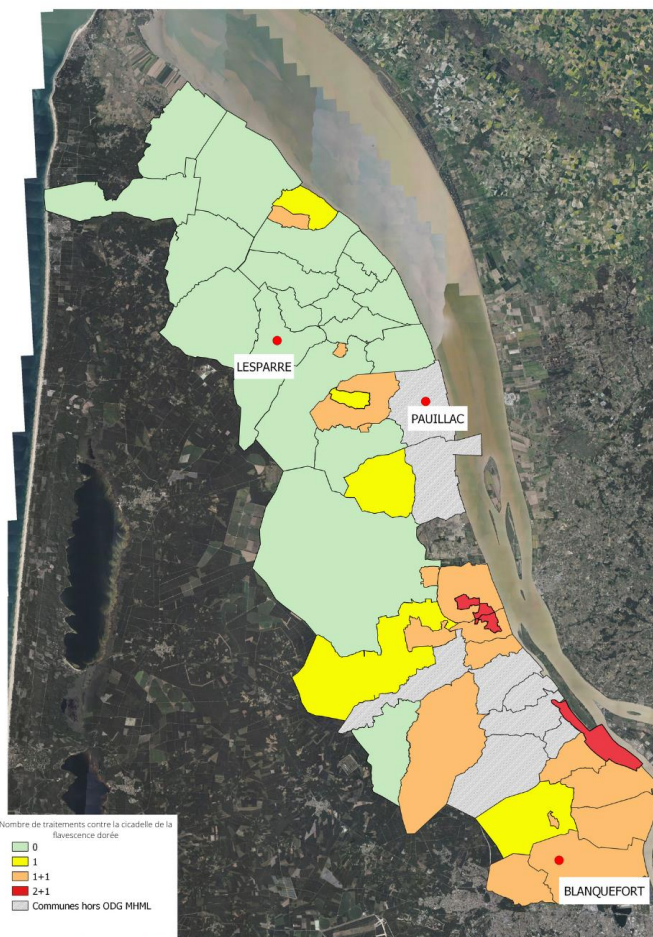 LESPARRE
PAUILLAC
BLANQUEFORT
Nombre de traitements contre la cicadelle de la
flavescence dorée
0
1
1+1
2+1
Communes hors ODG MHML